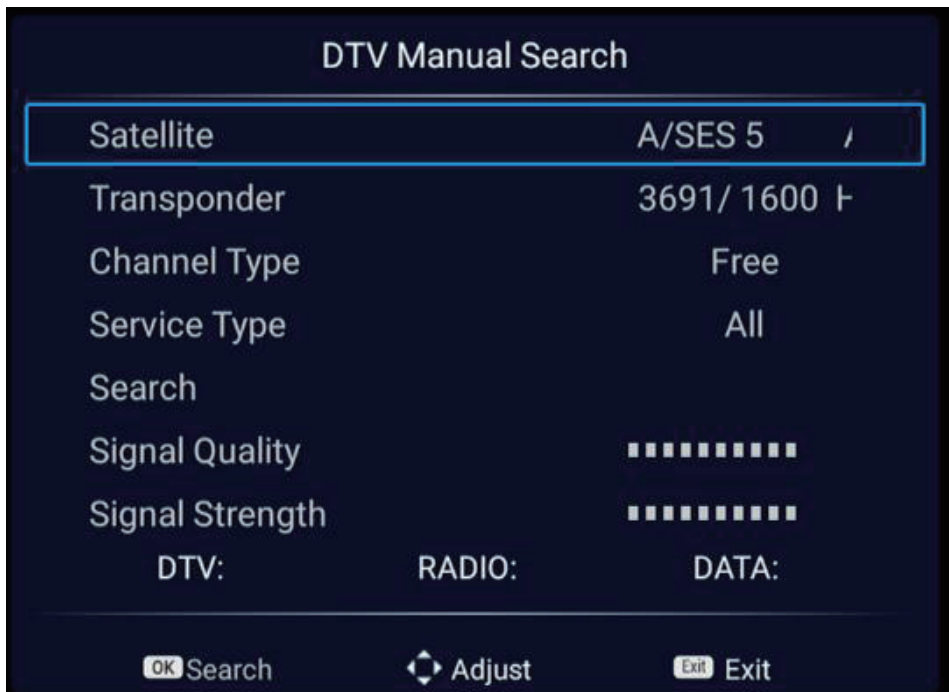 DTV Manual Search
Satellite A/SES 5
Transponder 3691/ 1600
Channel Type Free
Service Type All
Search
Signal Quality
Signal Strength
DTV: RADIO: DATA:
OK Search Adjust Exit Exit